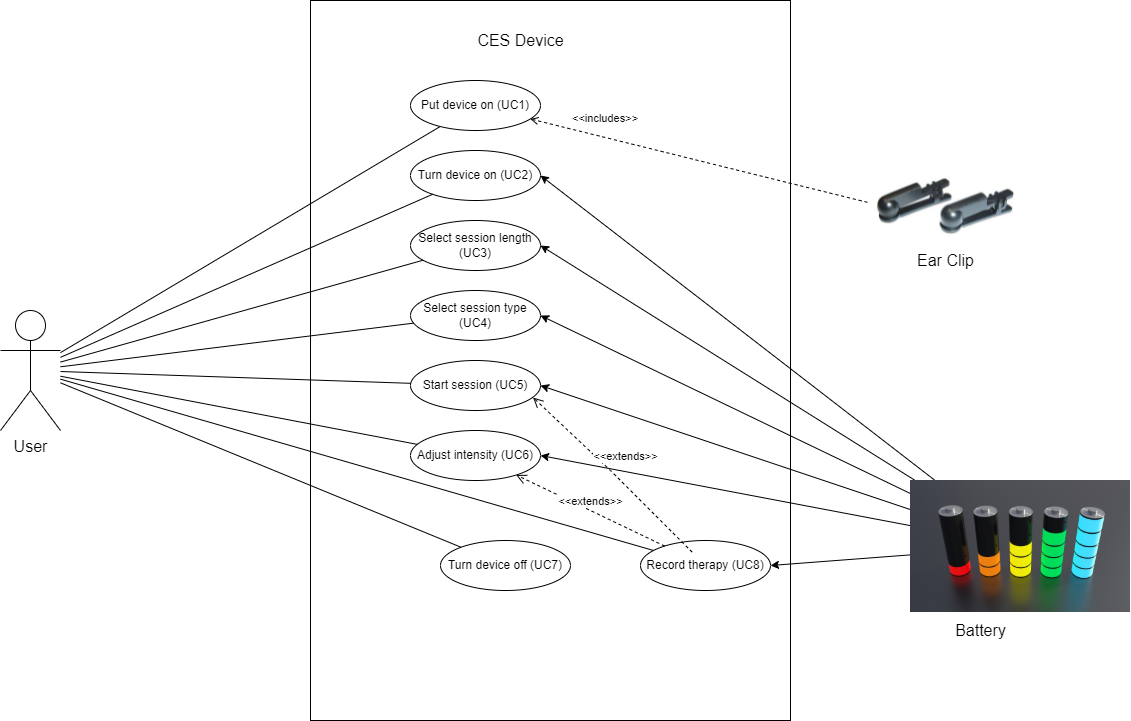 CES Device
Put device on (UC1)
<<includes>>
Turn device on (UC2)
Select session length
(UC3)
Ear Clip
Select session type
(UC4)
Start session (UC5)
User
Adjust intensity (UC6)
<<extends>>
<<extends>>
Turn device off (UC7)
Record therapy (UC8)
Battery